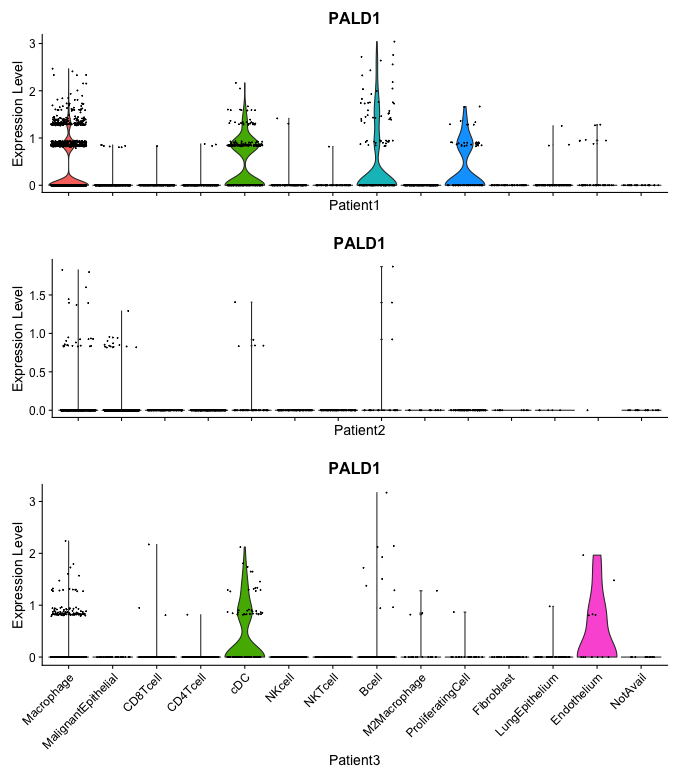 PALD1
Expression Level
3
2
1
0
Patient1
PALD1
Expression Level
1.5
1.0
0.5
0.0
Patient2
PALD1
Expression Level
3
2
1
0
Macrophage
MalignantEpithelial
CD8Tcell
CD4Tcell
cDC
NKcell
NKTcell
Bcell
M2Macrophage
ProliferatingCell
Fibroblast
LungEpithelium
Endothelium
NotAvail
Patient3